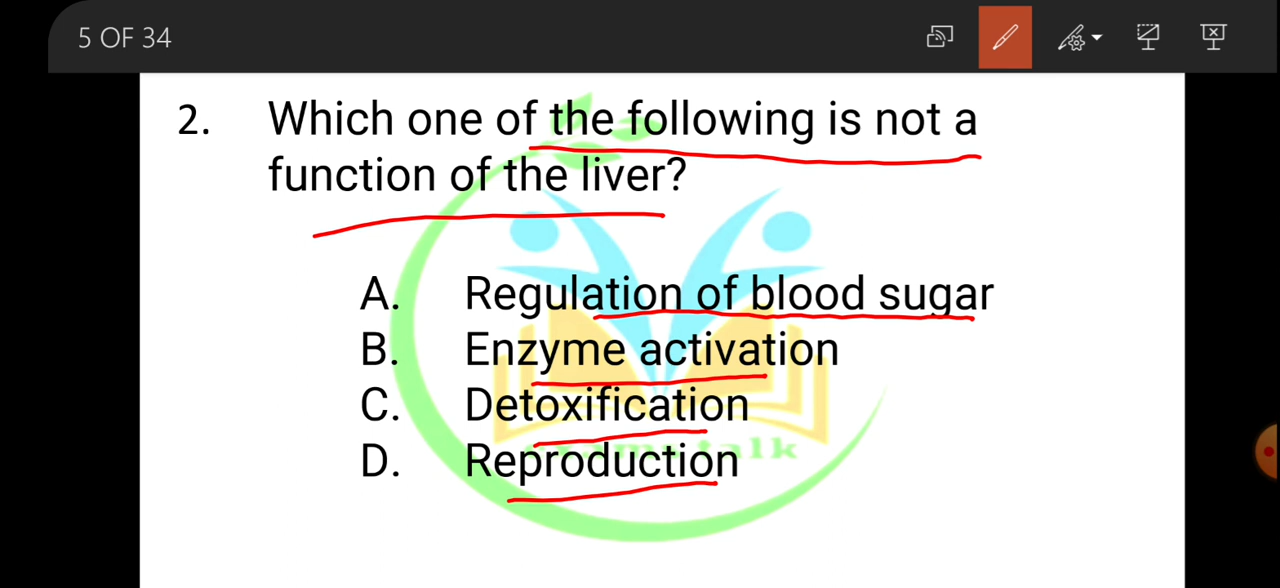 5 OF 34
2. Which one of the following is not a
function of the liver?
A. Regulation of blood sugar
B. Enzyme activation
C. Detoxification
D. Reproduction